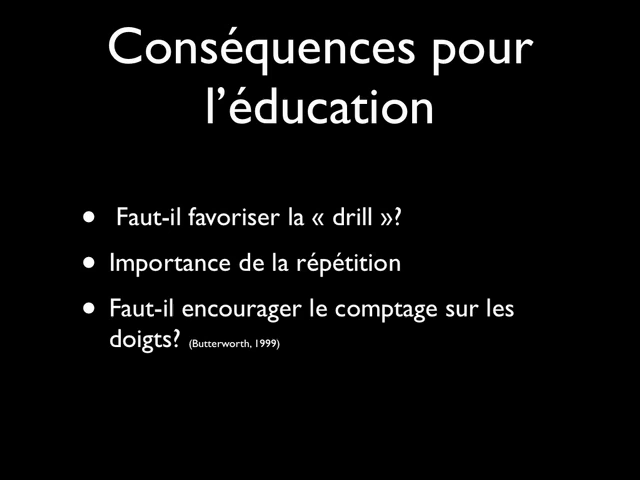 Conséquences pour
l’éducation
• Faut-il favoriser la « drill »?
• Importance de la répétition
• Faut-il encourager le comptage sur les
doigts? (Butterworth, 1999)